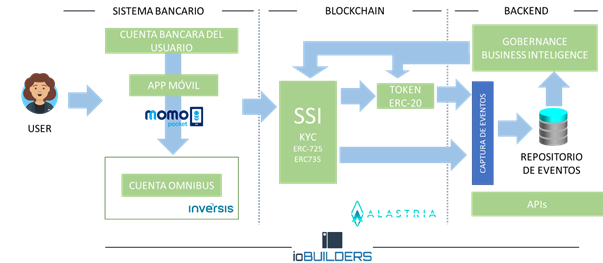 SISTEMA BANCARIO
BLOCKCHAIN
BACKEND
CUENTA BANCARA DEL
USUARIO
APP MÓVIL
momo
pocket
USER
CUENTA OMNIBUS
inversis
SSI
KYC
ERC-725
ERC735
TOKEN
ERC-20
ALASTRIA
GOBERNANCE
BUSINESS INTELIGENCE
CAPTURA DE EVENTOS
REPOSITORIO
DE EVENTOS
APIs
ioBUILDERS